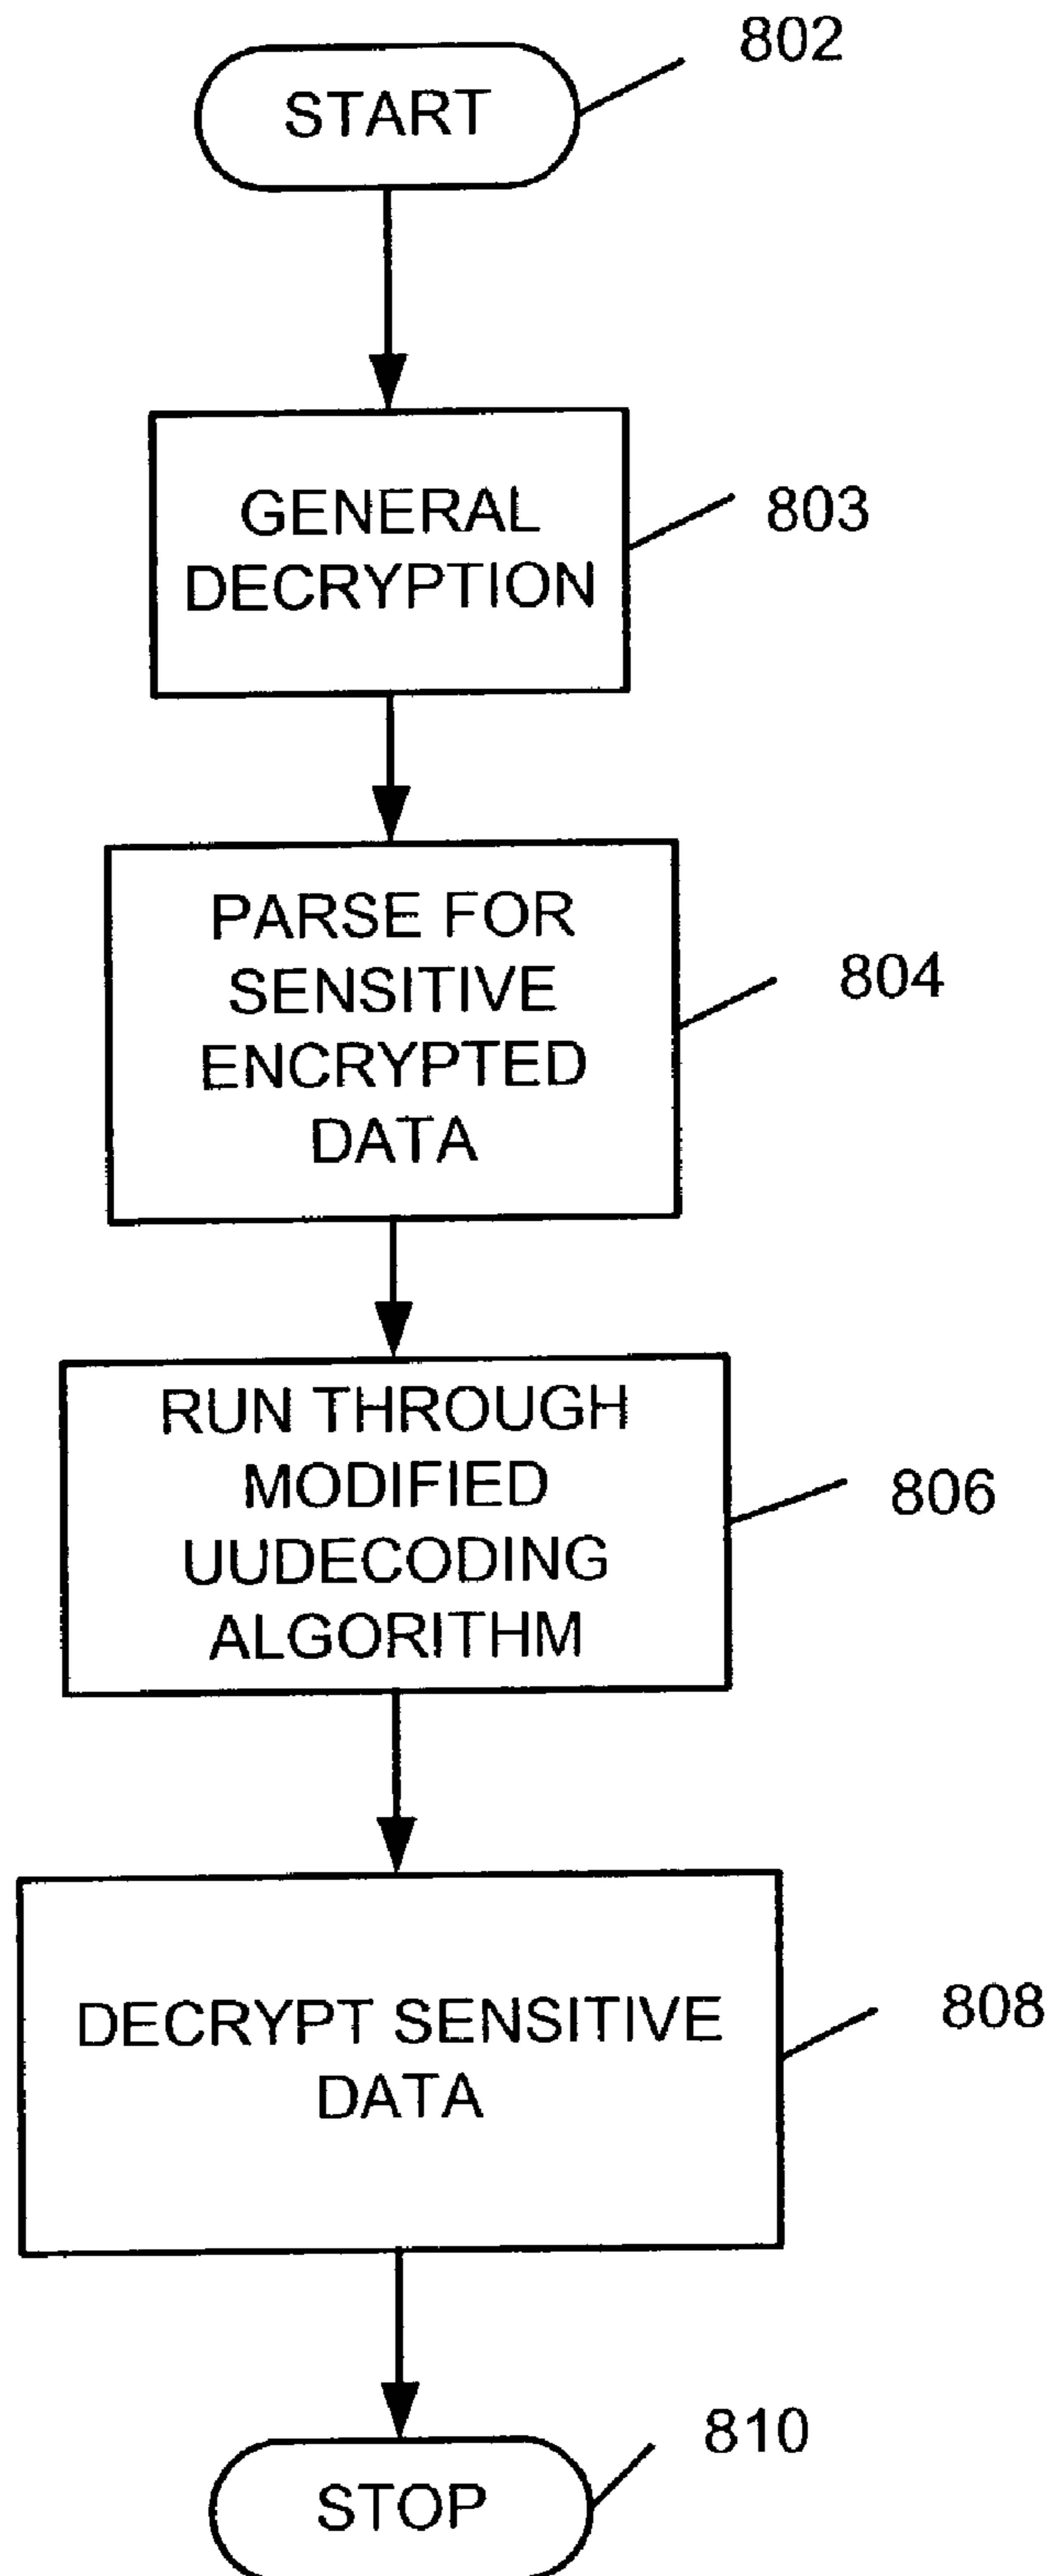 802
START
GENERAL
DECRYPTION
803
PARSE FOR
SENSITIVE
ENCRYPTED
DATA
804
RUN THROUGH
MODIFIED
UUDECODING
ALGORITHM
806
DECRYPT SENSITIVE
DATA
808
810
STOP